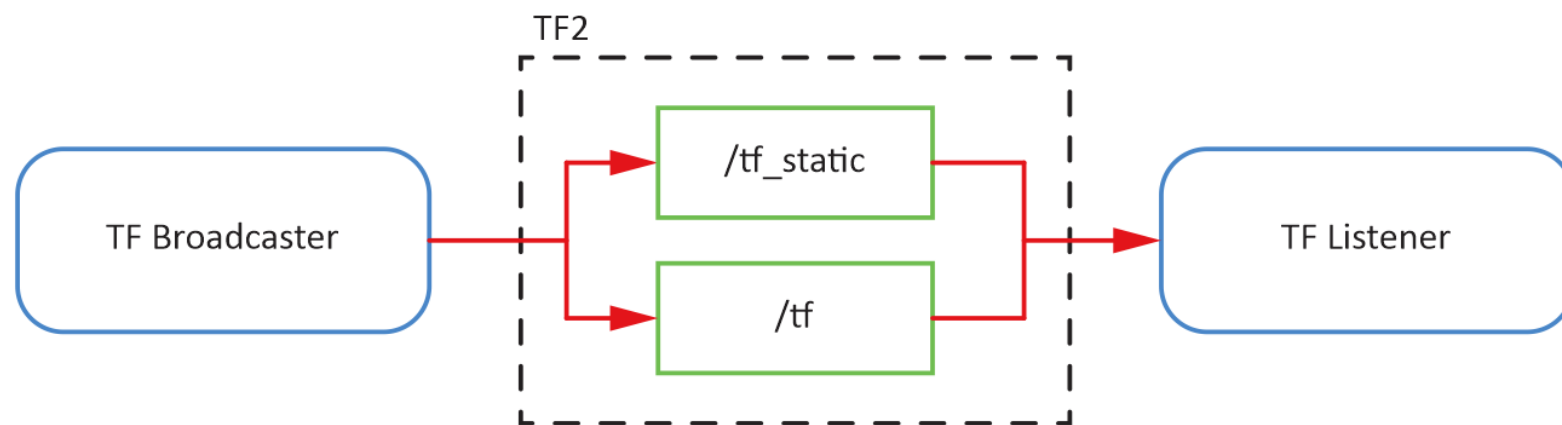 TF2
TF Broadcaster
/tf_static
/tf
TF Listener